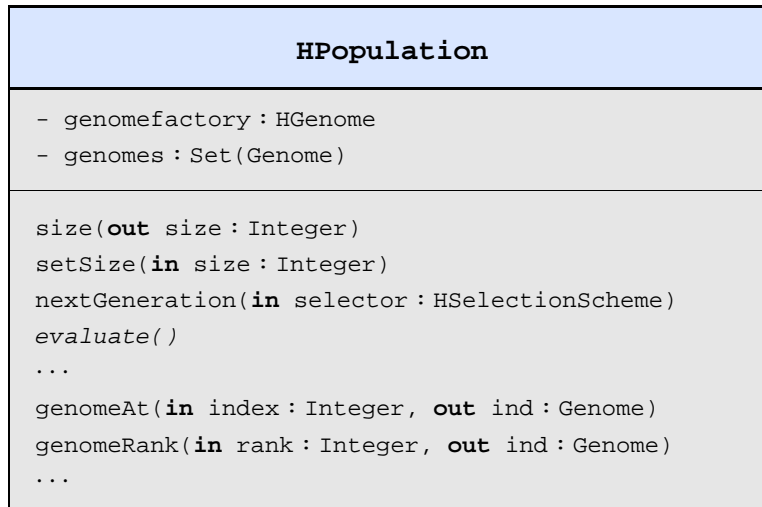 HPopulation
- genomefactory : HGenome
- genomes : Set(Genome)
size(out size : Integer)
setSize(in size : Integer)
nextGeneration(in selector : HSelectionScheme)
evaluate()
...
genomeAt(in index : Integer, out ind : Genome)
genomeRank(in rank : Integer, out ind : Genome)
...